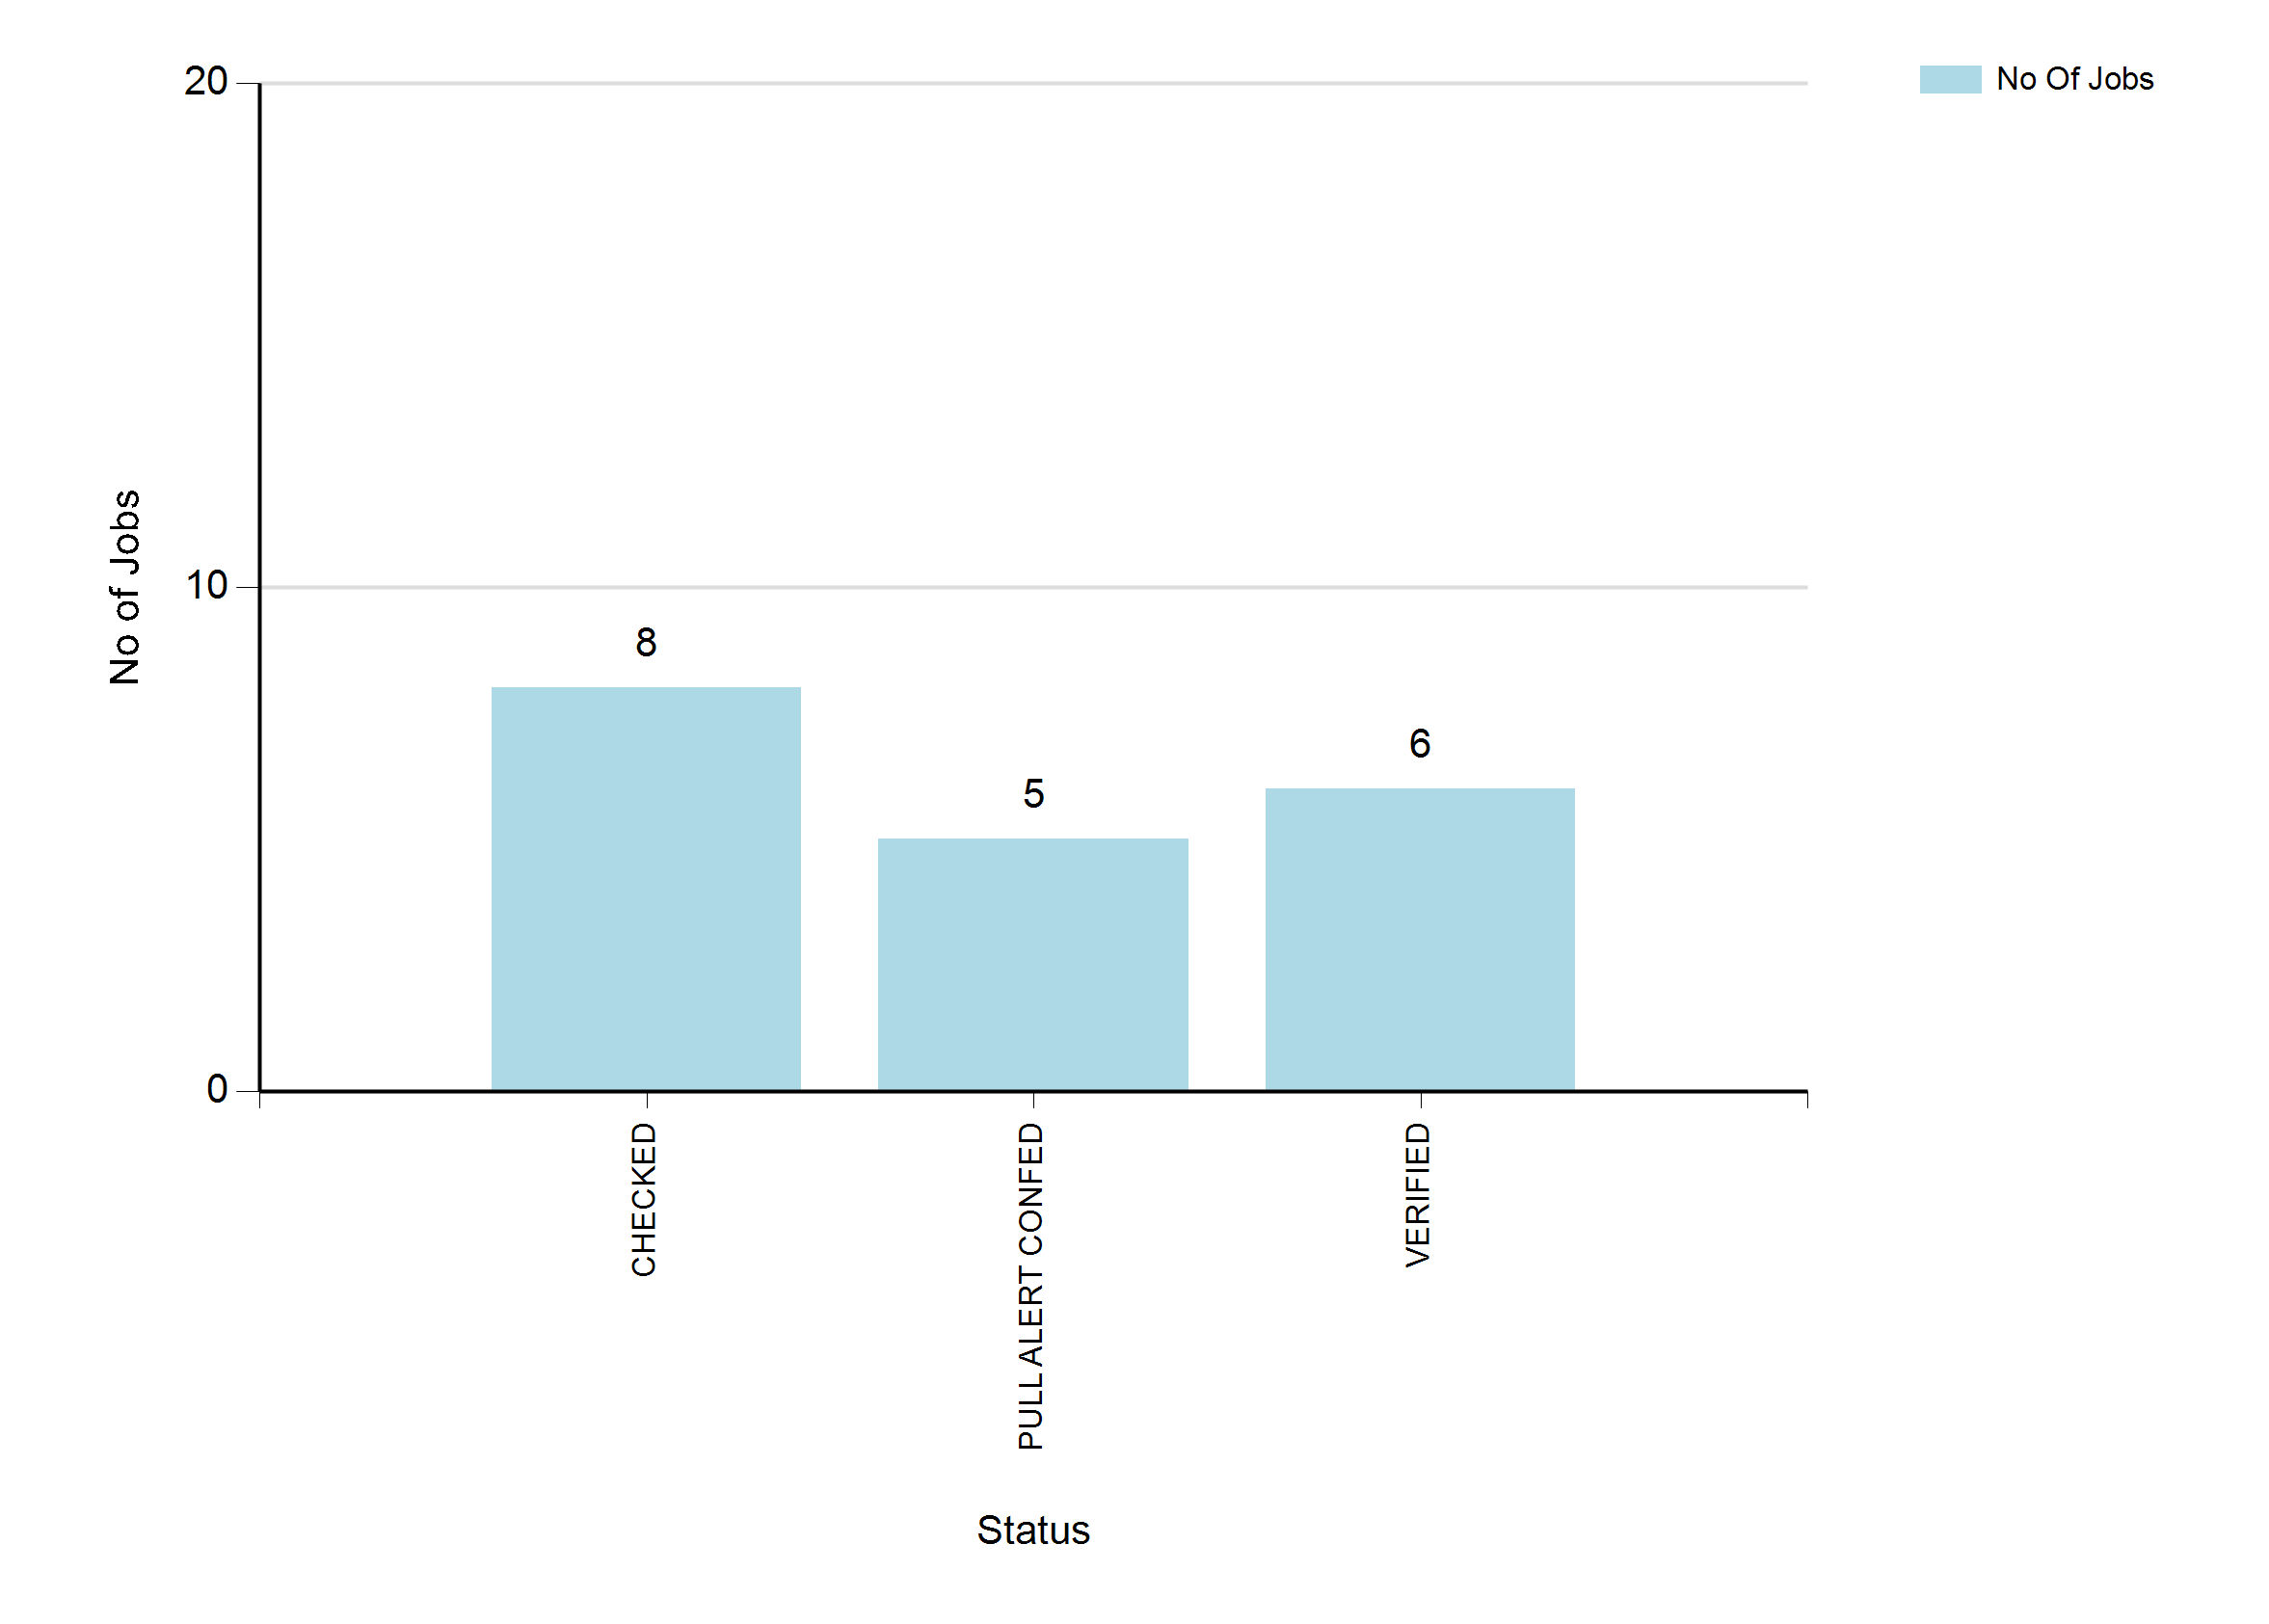 20
No Of Jobs
No of Jobs
10
8
6
5
0
CHECKED
PULL ALERT CONFED
VERIFIED
Status